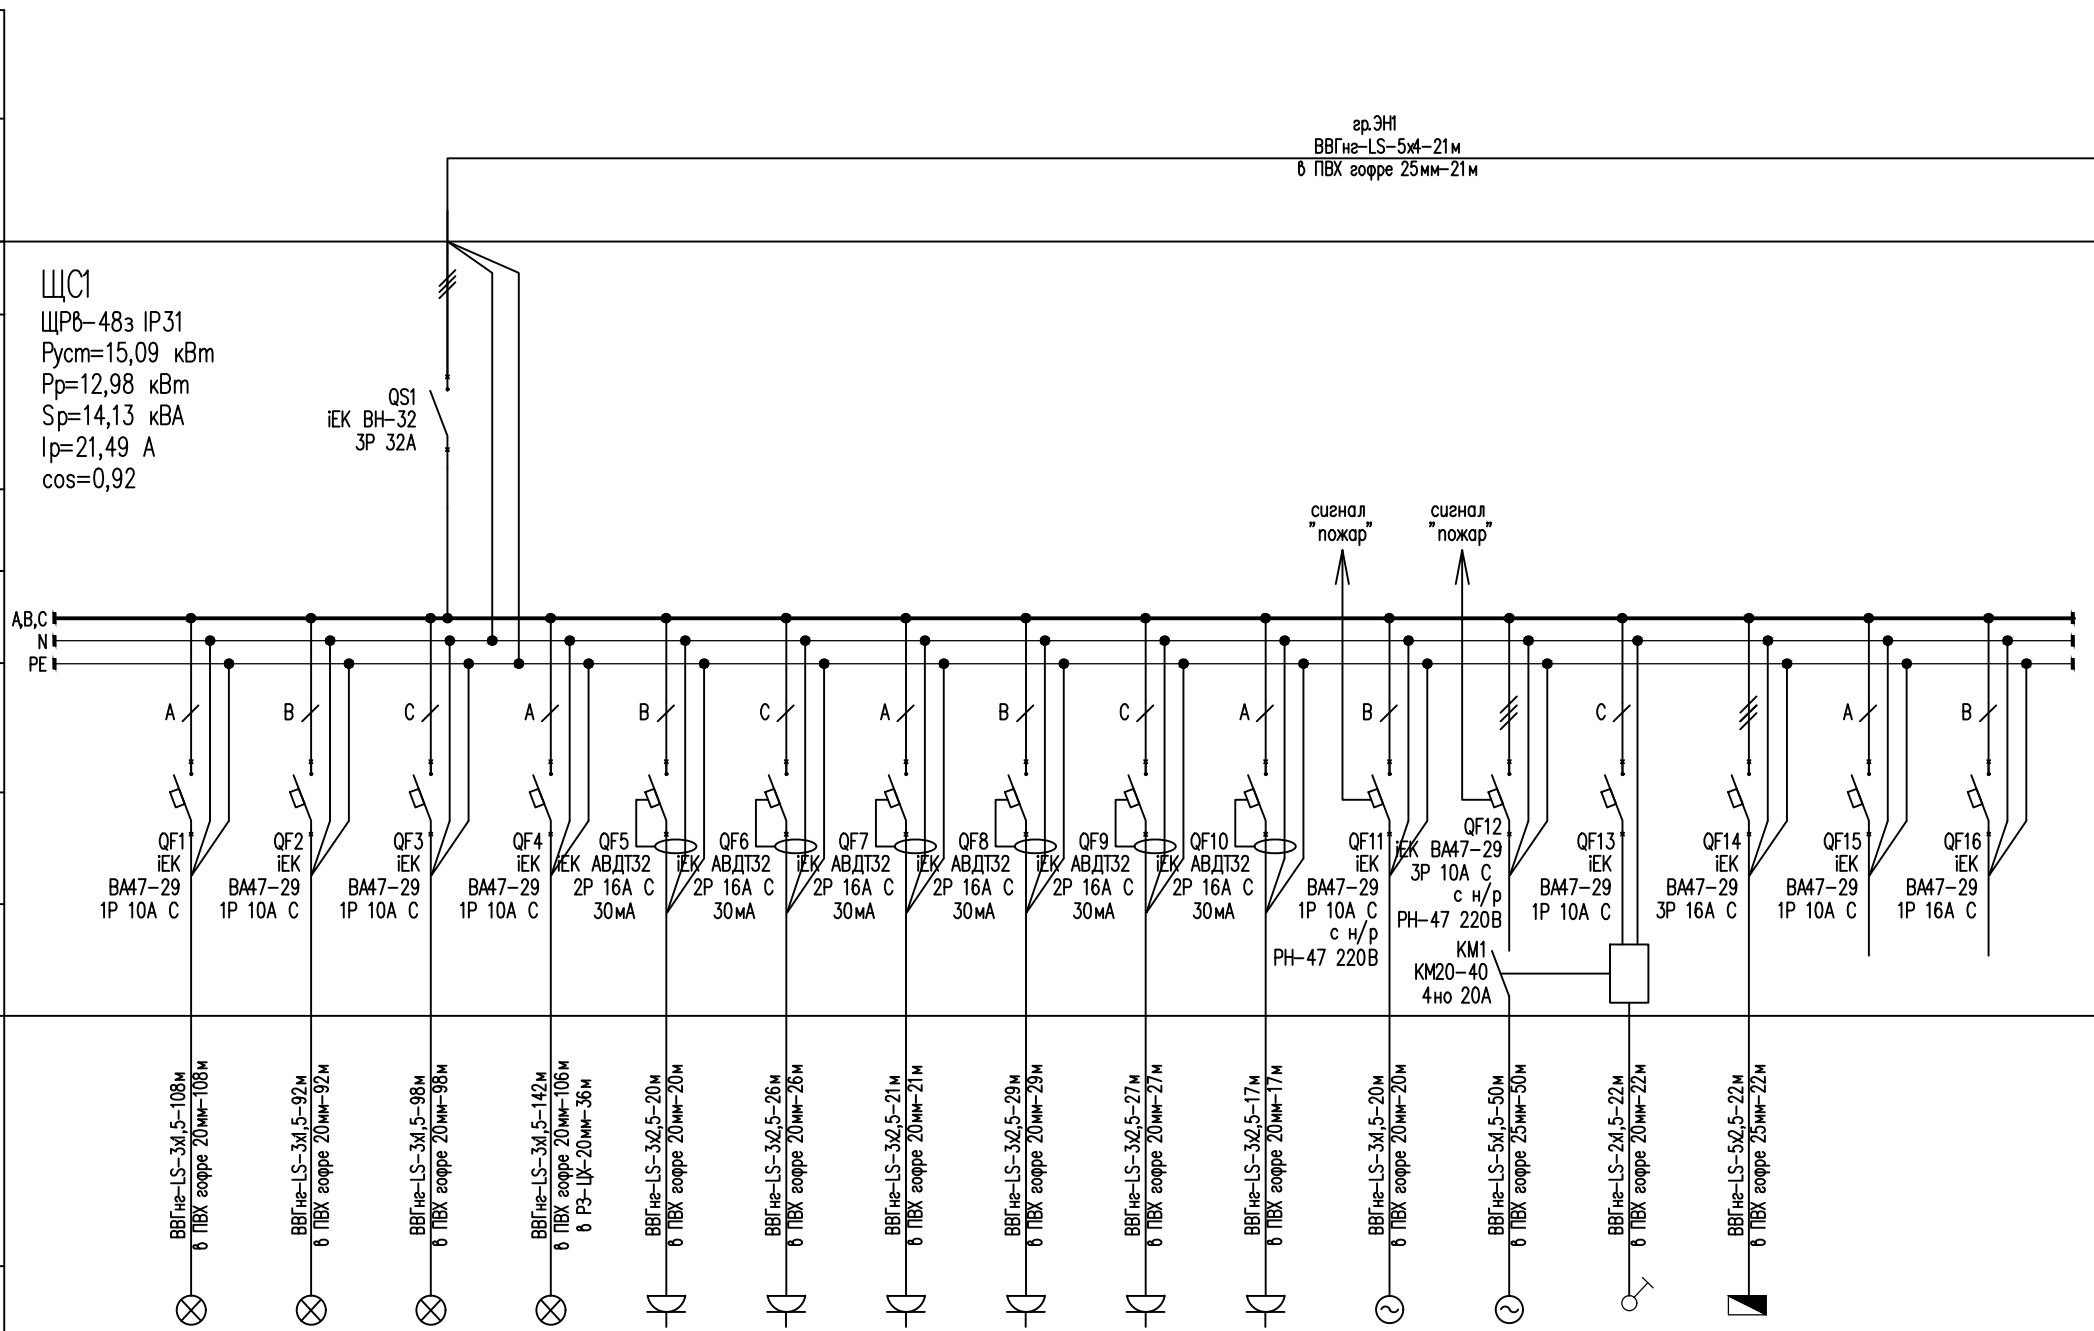 гр.ЭН1
ВВГнг-LS-5х4-21м
в ПВХ гофре 25мм-21м
ЩС1
ЩРв-48з IP31
Руст=15,09 кВт
Рр=12,98 кВт
Sр=14,13 кВА
Iр=21,49 А
cos=0,92
QS1
iEK ВН-32
3Р 32А
сигнал
"пожар"
сигнал
"пожар"
А,В,С
N
PE
А
В
С
А
В
С
А
В
С
А
В
С
А
В
QF1
iEK
ВА47-29
1Р 10А С
QF2
iEK
ВА47-29
1Р 10А С
QF3
iEK
ВА47-29
1Р 10А С
QF4
iEK
ВА47-29
1Р 10А С
QF5
iEK АВДТ32
2Р 16А С
30мА
QF6
iEK АВДТ32
2Р 16А С
30мА
QF7
iEK АВДТ32
2Р 16А С
30мА
QF8
iEK АВДТ32
2Р 16А С
30мА
QF9
iEK АВДТ32
2Р 16А С
30мА
QF10
iEK АВДТ32
2Р 16А С
30мА
QF11
iEK
ВА47-29
1Р 10А С
с н/р
РН-47 220В
QF12
iEK ВА47-29
3Р 10А С
с н/р
РН-47 220В
КМ1
КМ20-40
4но 20А
QF13
iEK
ВА47-29
1Р 10А С
QF14
iEK
ВА47-29
3Р 16А С
QF15
iEK
ВА47-29
1Р 10А С
QF16
iEK
ВА47-29
1Р 16А С
ВВГнг-LS-3х1,5-108м
в ПВХ гофре 20мм-108м
ВВГнг-LS-3х1,5-92м
в ПВХ гофре 20мм-92м
ВВГнг-LS-3х1,5-98м
в ПВХ гофре 20мм-98м
ВВГнг-LS-3х1,5-142м
в ПВХ гофре 20мм-106м
в РЗ-ЦХ-20мм-36м
ВВГнг-LS-3х2,5-20м
в ПВХ гофре 20мм-20м
ВВГнг-LS-3х2,5-26м
в ПВХ гофре 20мм-26м
ВВГнг-LS-3х2,5-21м
в ПВХ гофре 20мм-21м
ВВГнг-LS-3х2,5-29м
в ПВХ гофре 20мм-29м
ВВГнг-LS-3х2,5-27м
в ПВХ гофре 20мм-27м
ВВГнг-LS-3х2,5-17м
в ПВХ гофре 20мм-17м
ВВГнг-LS-3х1,5-20м
в ПВХ гофре 20мм-20м
ВВГнг-LS-5х1,5-50м
в ПВХ гофре 25мм-50м
ВВГнг-LS-2х1,5-22м
в ПВХ гофре 20мм-22м
ВВГнг-LS-5х2,5-22м
в ПВХ гофре 25мм-22м